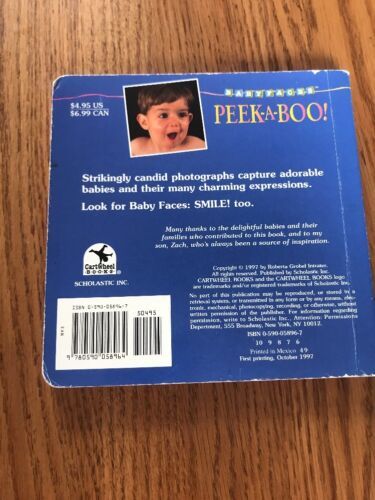 $4.95 US
$6.99 CAN
BABY FACES
PEEK-A-BOO!
Strikingly candid photographs capture adorable
babies and their many charming expressions.
Look for Baby Faces: SMILE! too.
Many thanks to the delightful babies and their
families who contributed to this book, and to my
son, Zach, who's always been a source of inspiration.
CARTWHEEL
BOOKS
SCHOLASTIC INC.
Copyright © 1997 by Roberta Grobel Intrater.
All rights reserved. Published by Scholastic Inc.
CARTWHEEL BOOKS and the CARTWHEEL BOOKS logo
are trademarks and/or registered trademarks of Scholastic Inc.
No part of this publication may be reproduced, or stored in a
retrieval system, or transmitted in any form or by any means, electronic,
mechanical, photocopying, recording, or otherwise, without
written permission of the publisher. For information regarding
permission, write to Scholastic Inc., Attention: Permissions
Department, 555 Broadway, New York, NY 10012.
ISBN 0-590-05896-7
10 9 8 7 6
Printed in Mexico 49
First printing, October 1997
ISBN 0-590-05896-7
50495
9 780590 058964